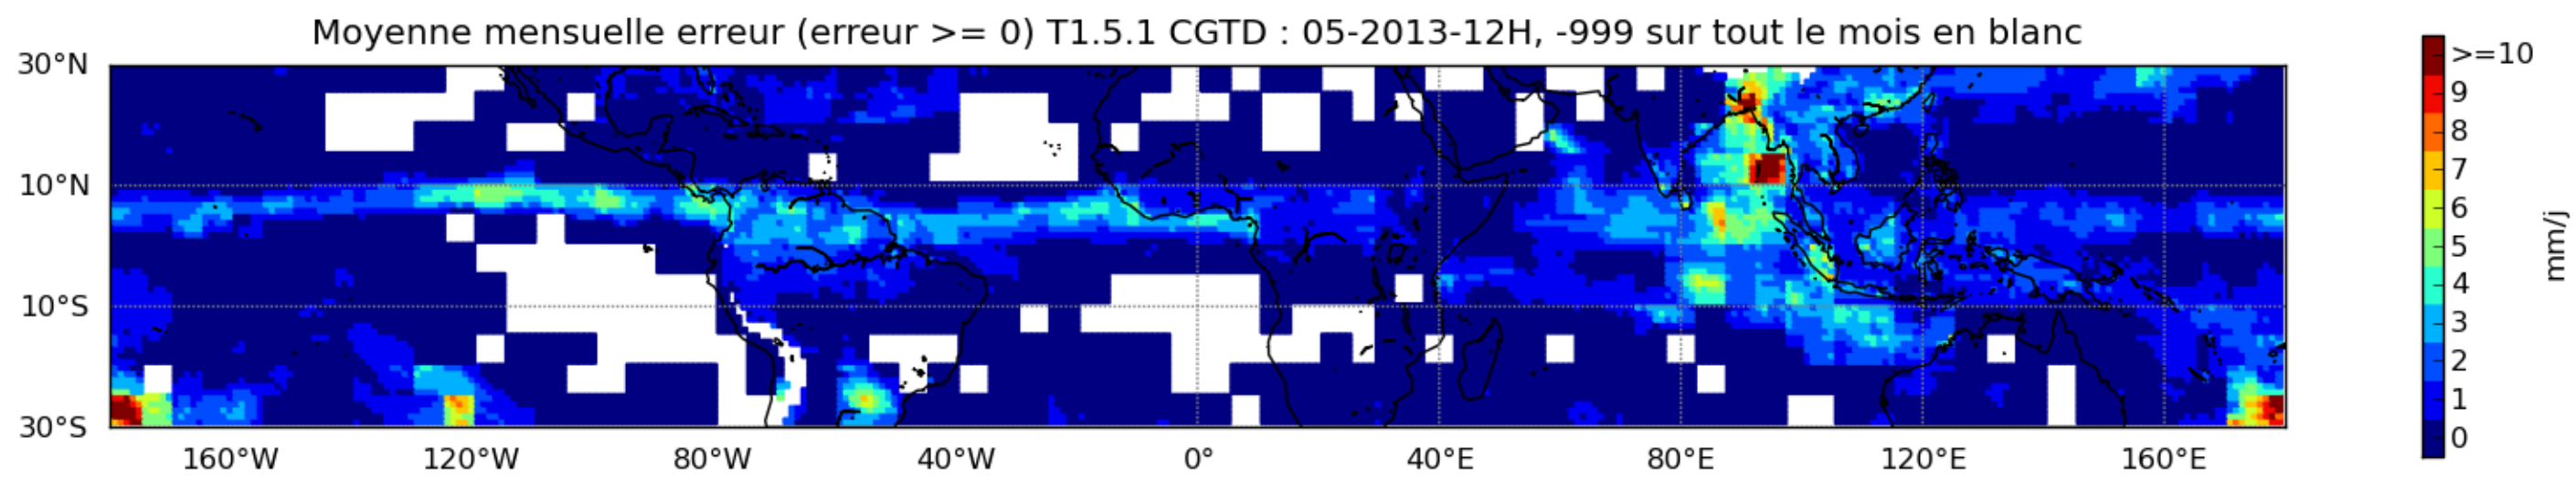 Moyenne mensuelle erreur (erreur >= 0) T1.5.1 CGTD : 05-2013-12H, -999 sur tout le mois en blanc
30°N
10°N
10°S
30°S
160°W 120°W 80°W 40°W 0° 40°E 80°E 120°E 160°E
>=10
9
8
7
6
5
4
3
2
1
0
mm/j